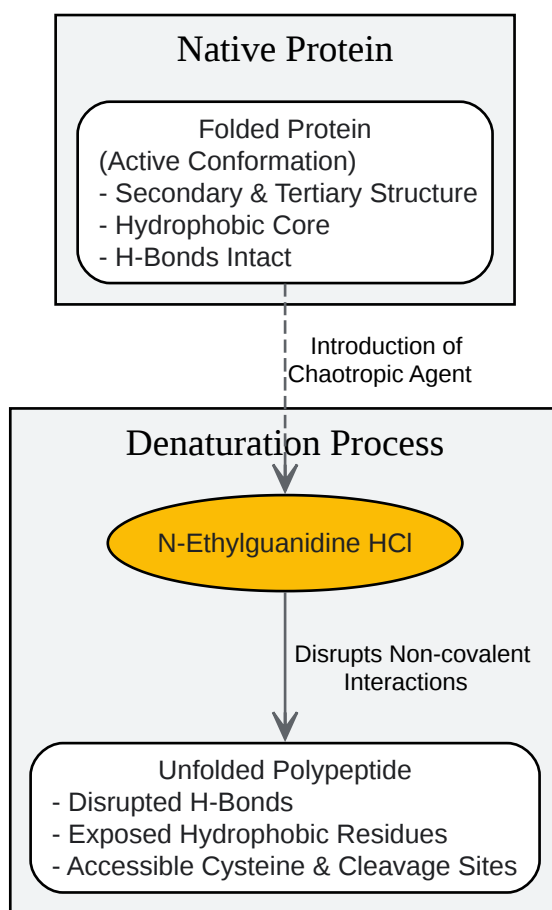 Native Protein
Folded Protein
(Active Conformation)
- Secondary & Tertiary Structure
- Hydrophobic Core
- H-Bonds Intact
Introduction of
Chaotropic Agent
Denaturation Process
N-Ethylguanidine HCl
Disrupts Non-covalent
Interactions
Unfolded Polypeptide
- Disrupted H-Bonds
- Exposed Hydrophobic Residues
- Accessible Cysteine & Cleavage Sites